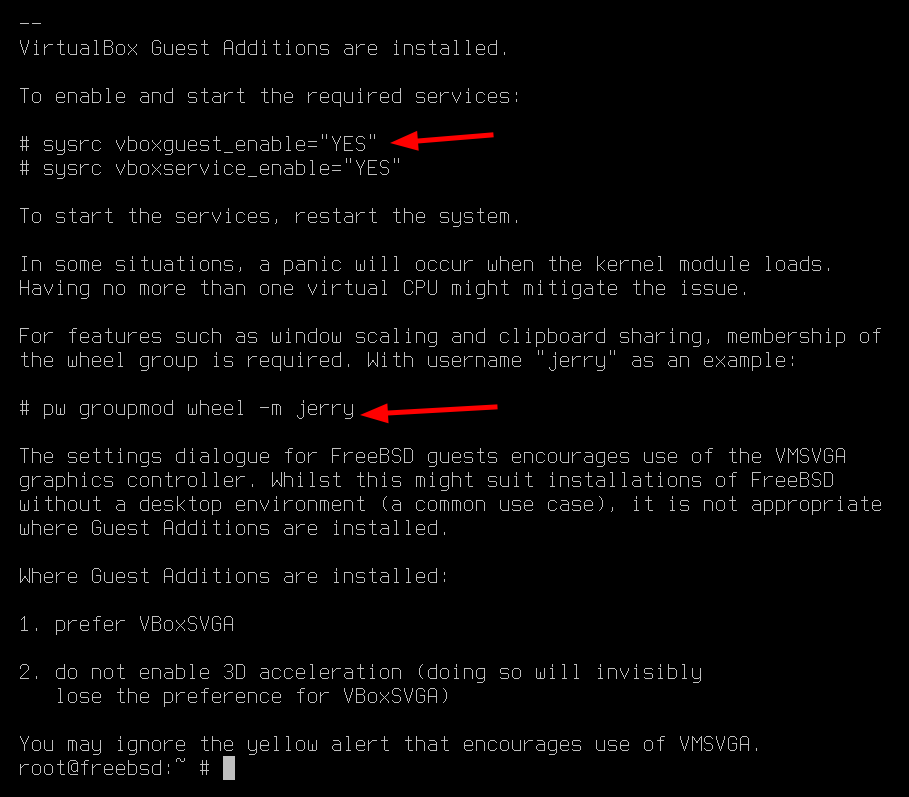 --
VirtualBox Guest Additions are installed.
To enable and start the required services:
# sysrc vboxguest_enable="YES"
# sysrc vboxservice_enable="YES"
To start the services, restart the system.
In some situations, a panic will occur when the kernel module loads.
Having no more than one virtual CPU might mitigate the issue.
For features such as window scaling and clipboard sharing, membership of
the wheel group is required. With username "jerry" as an example:
# pw groupmod wheel -m jerry
The settings dialogue for FreeBSD guests encourages use of the VMSVGA
graphics controller. Whilst this might suit installations of FreeBSD
without a desktop environment (a common use case), it is not appropriate
where Guest Additions are installed.
Where Guest Additions are installed:
1. prefer VBoxSVGA
2. do not enable 3D acceleration (doing so will invisibly
lose the preference for VBoxSVGA)
You may ignore the yellow alert that encourages use of VMSVGA.
root@freebsd:~ #